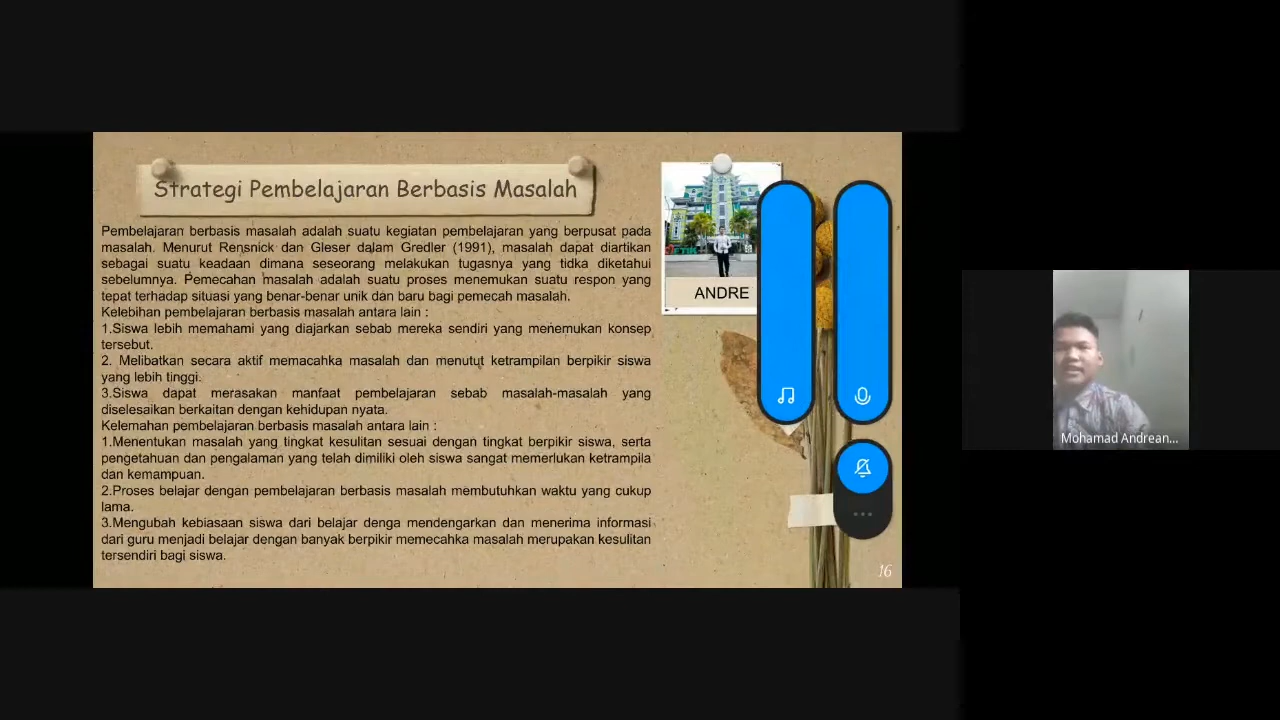 Strategi Pembelajaran Berbasis Masalah
Pembelajaran berbasis masalah adalah suatu kegiatan pembelajaran yang berpusat pada
masalah. Menurut Rensnick dan Gleser dalam Gredler (1991), masalah dapat diartikan
sebagai suatu keadaan dimana seseorang melakukan tugasnya yang tidka diketahui
sebelumnya. Pemecahan masalah adalah suatu proses menemukan suatu respon yang
tepat terhadap situasi yang benar-benar unik dan baru bagi pemecah masalah.
Kelebihan pembelajaran berbasis masalah antara lain :
1.Siswa lebih memahami yang diajarkan sebab mereka sendiri yang menemukan konsep
tersebut.
2. Melibatkan secara aktif memacahka masalah dan menutut ketrampilan berpikir siswa
yang lebih tinggi.
3.Siswa dapat merasakan manfaat pembelajaran sebab masalah-masalah yang
diselesaikan berkaitan dengan kehidupan nyata.
Kelemahan pembelajaran berbasis masalah antara lain :
1.Menentukan masalah yang tingkat kesulitan sesuai dengan tingkat berpikir siswa, serta
pengetahuan dan pengalaman yang telah dimiliki oleh siswa sangat memerlukan ketrampila
dan kemampuan.
2.Proses belajar dengan pembelajaran berbasis masalah membutuhkan waktu yang cukup
lama.
3.Mengubah kebiasaan siswa dari belajar denga mendengarkan dan menerima informasi
dari guru menjadi belajar dengan banyak berpikir memecahka masalah merupakan kesulitan
tersendiri bagi siswa.
ANDRE
16
Mohamad Andrean...